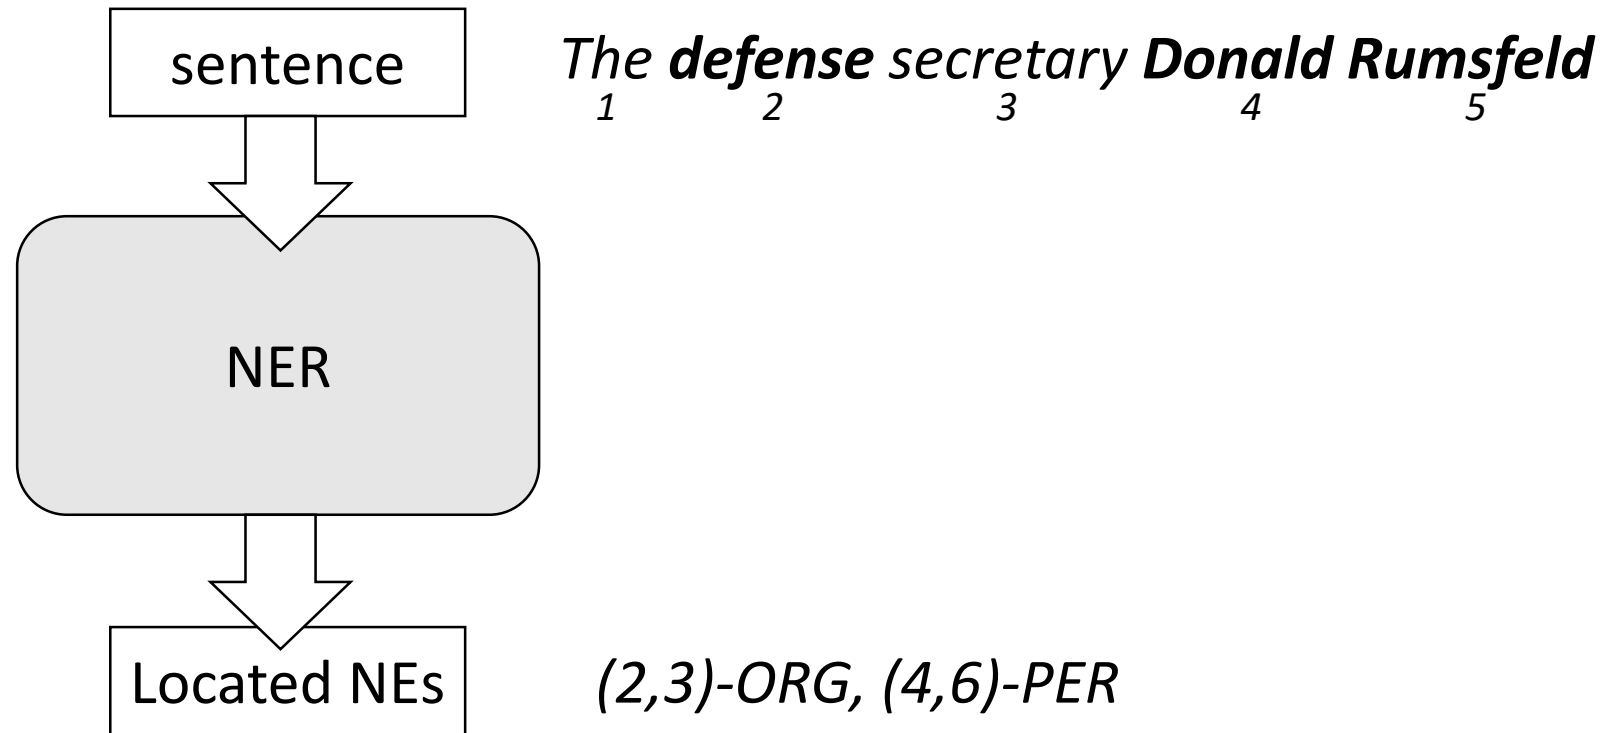 sentence
The defense secretary Donald Rumsfeld
1 2 3 4 5
NER
Located NEs
(2,3)-ORG, (4,6)-PER